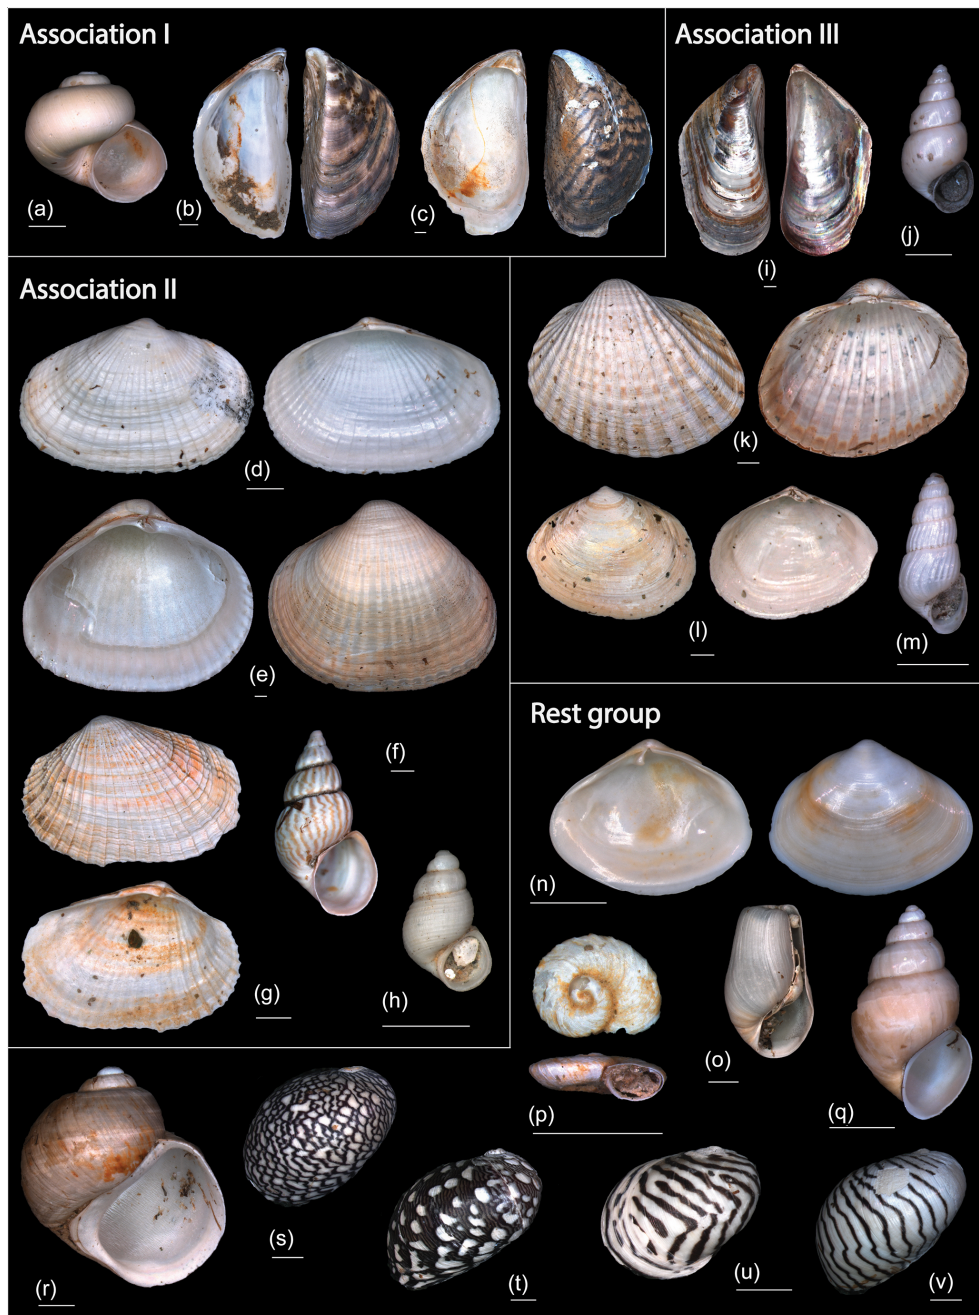 Association I
Association III
(a)
(b)
(c)
(i)
(j)
Association II
(d)
(k)
(e)
(l)
(m)
(f)
Rest group
(g)
(h)
(n)
(o)
(p)
(q)
(r)
(s)
(t)
(u)
(v)